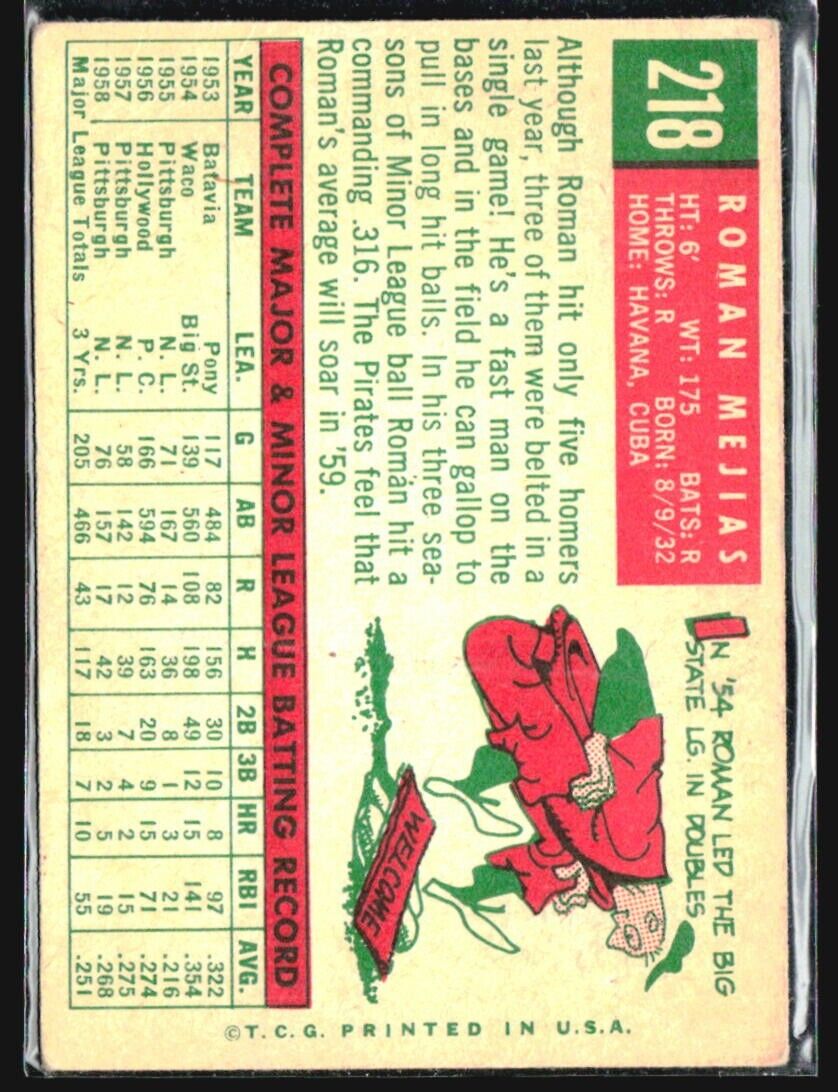 218
ROMAN MEJIAS
HT: 6' WT: 175 BATS: R
THROWS: R BORN: 8/9/32
HOME: HAVANA, CUBA
Although Roman hit only five homers
last year, three of them were belted in a
single game! He's a fast man on the
bases and in the field he can gallop to
pull in long hit balls. In his three sea-
sons of Minor League ball Roman hit a
commanding .316. The Pirates feel that
Roman's average will soar in '59.
IN '54 ROMAN LED THE BIG
STATE LG. IN DOUBLES
WELCOME
COMPLETE MAJOR & MINOR LEAGUE BATTING RECORD
YEAR TEAM LEA. G AB R H 2B 3B HR RBI AVG.
1953 Batavia Pony 117 484 82 156 30 10 8 97 .322
1954 Waco Big St. 139 560 108 198 49 12 15 141 .354
1955 Pittsburgh N. L. 71 167 14 36 8 1 3 21 .216
1956 Hollywood P. C. 166 594 76 163 20 9 15 71 .274
1957 Pittsburgh N. L. 58 142 12 39 7 4 2 15 .275
1958 Pittsburgh N. L. 76 157 17 42 3 2 5 19 .268
Major League Totals 3 Yrs. 205 466 43 117 18 7 10 55 .251
©T.C.G. PRINTED IN U.S.A.